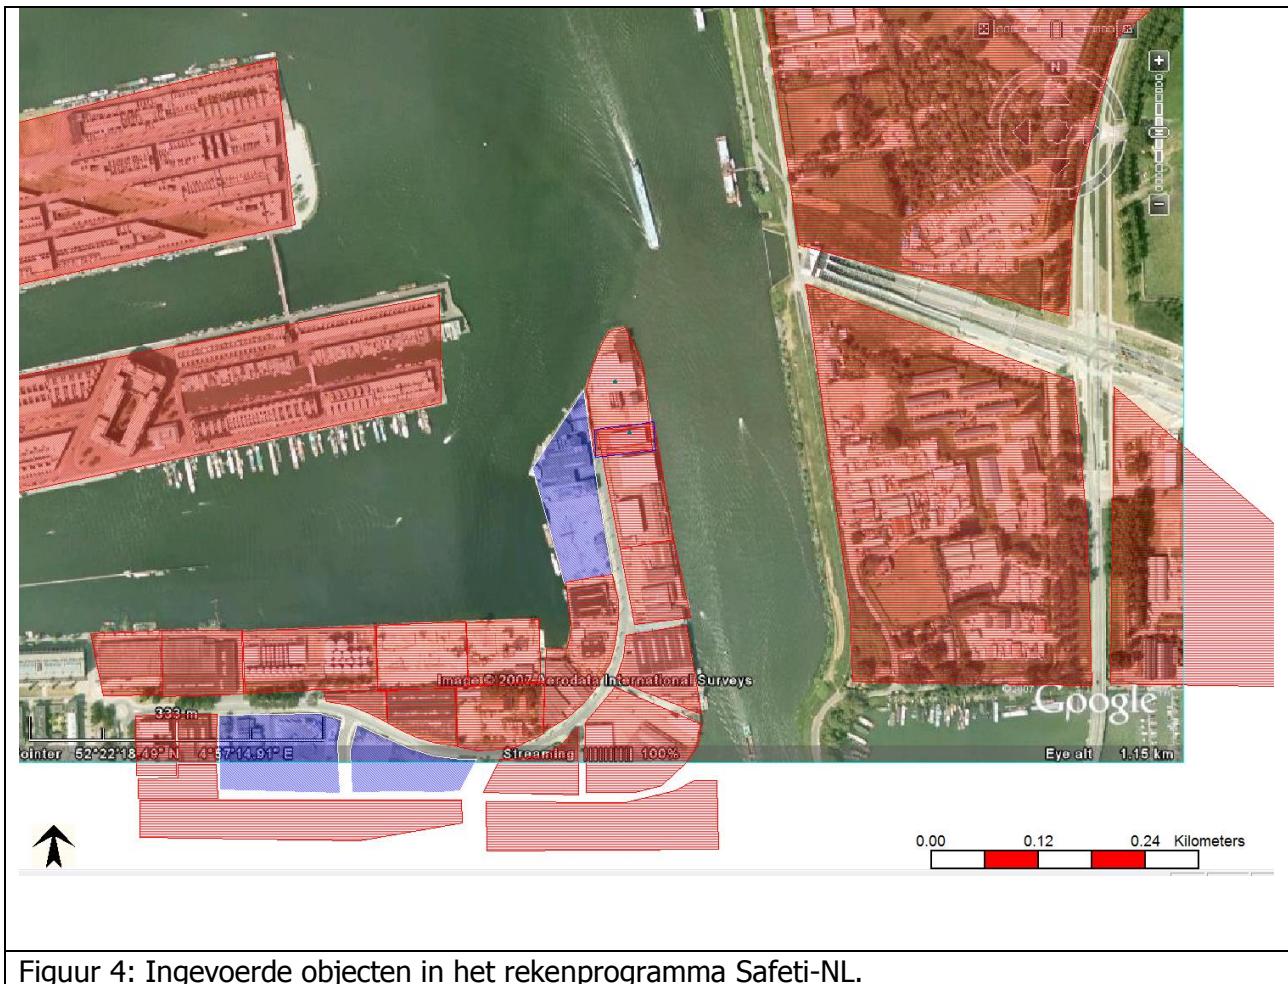 N
Image © 2007 Aerodata International Surveys
© 2007
Google
333 m
ointer 52°22'18.49" N 4°57'14.91" E
Streaming |||||||||| 100%
Eye alt 1.15 km
0.00 0.12 0.24 Kilometers
Figuur 4: Ingevoerde objecten in het rekenprogramma Safeti-NL.